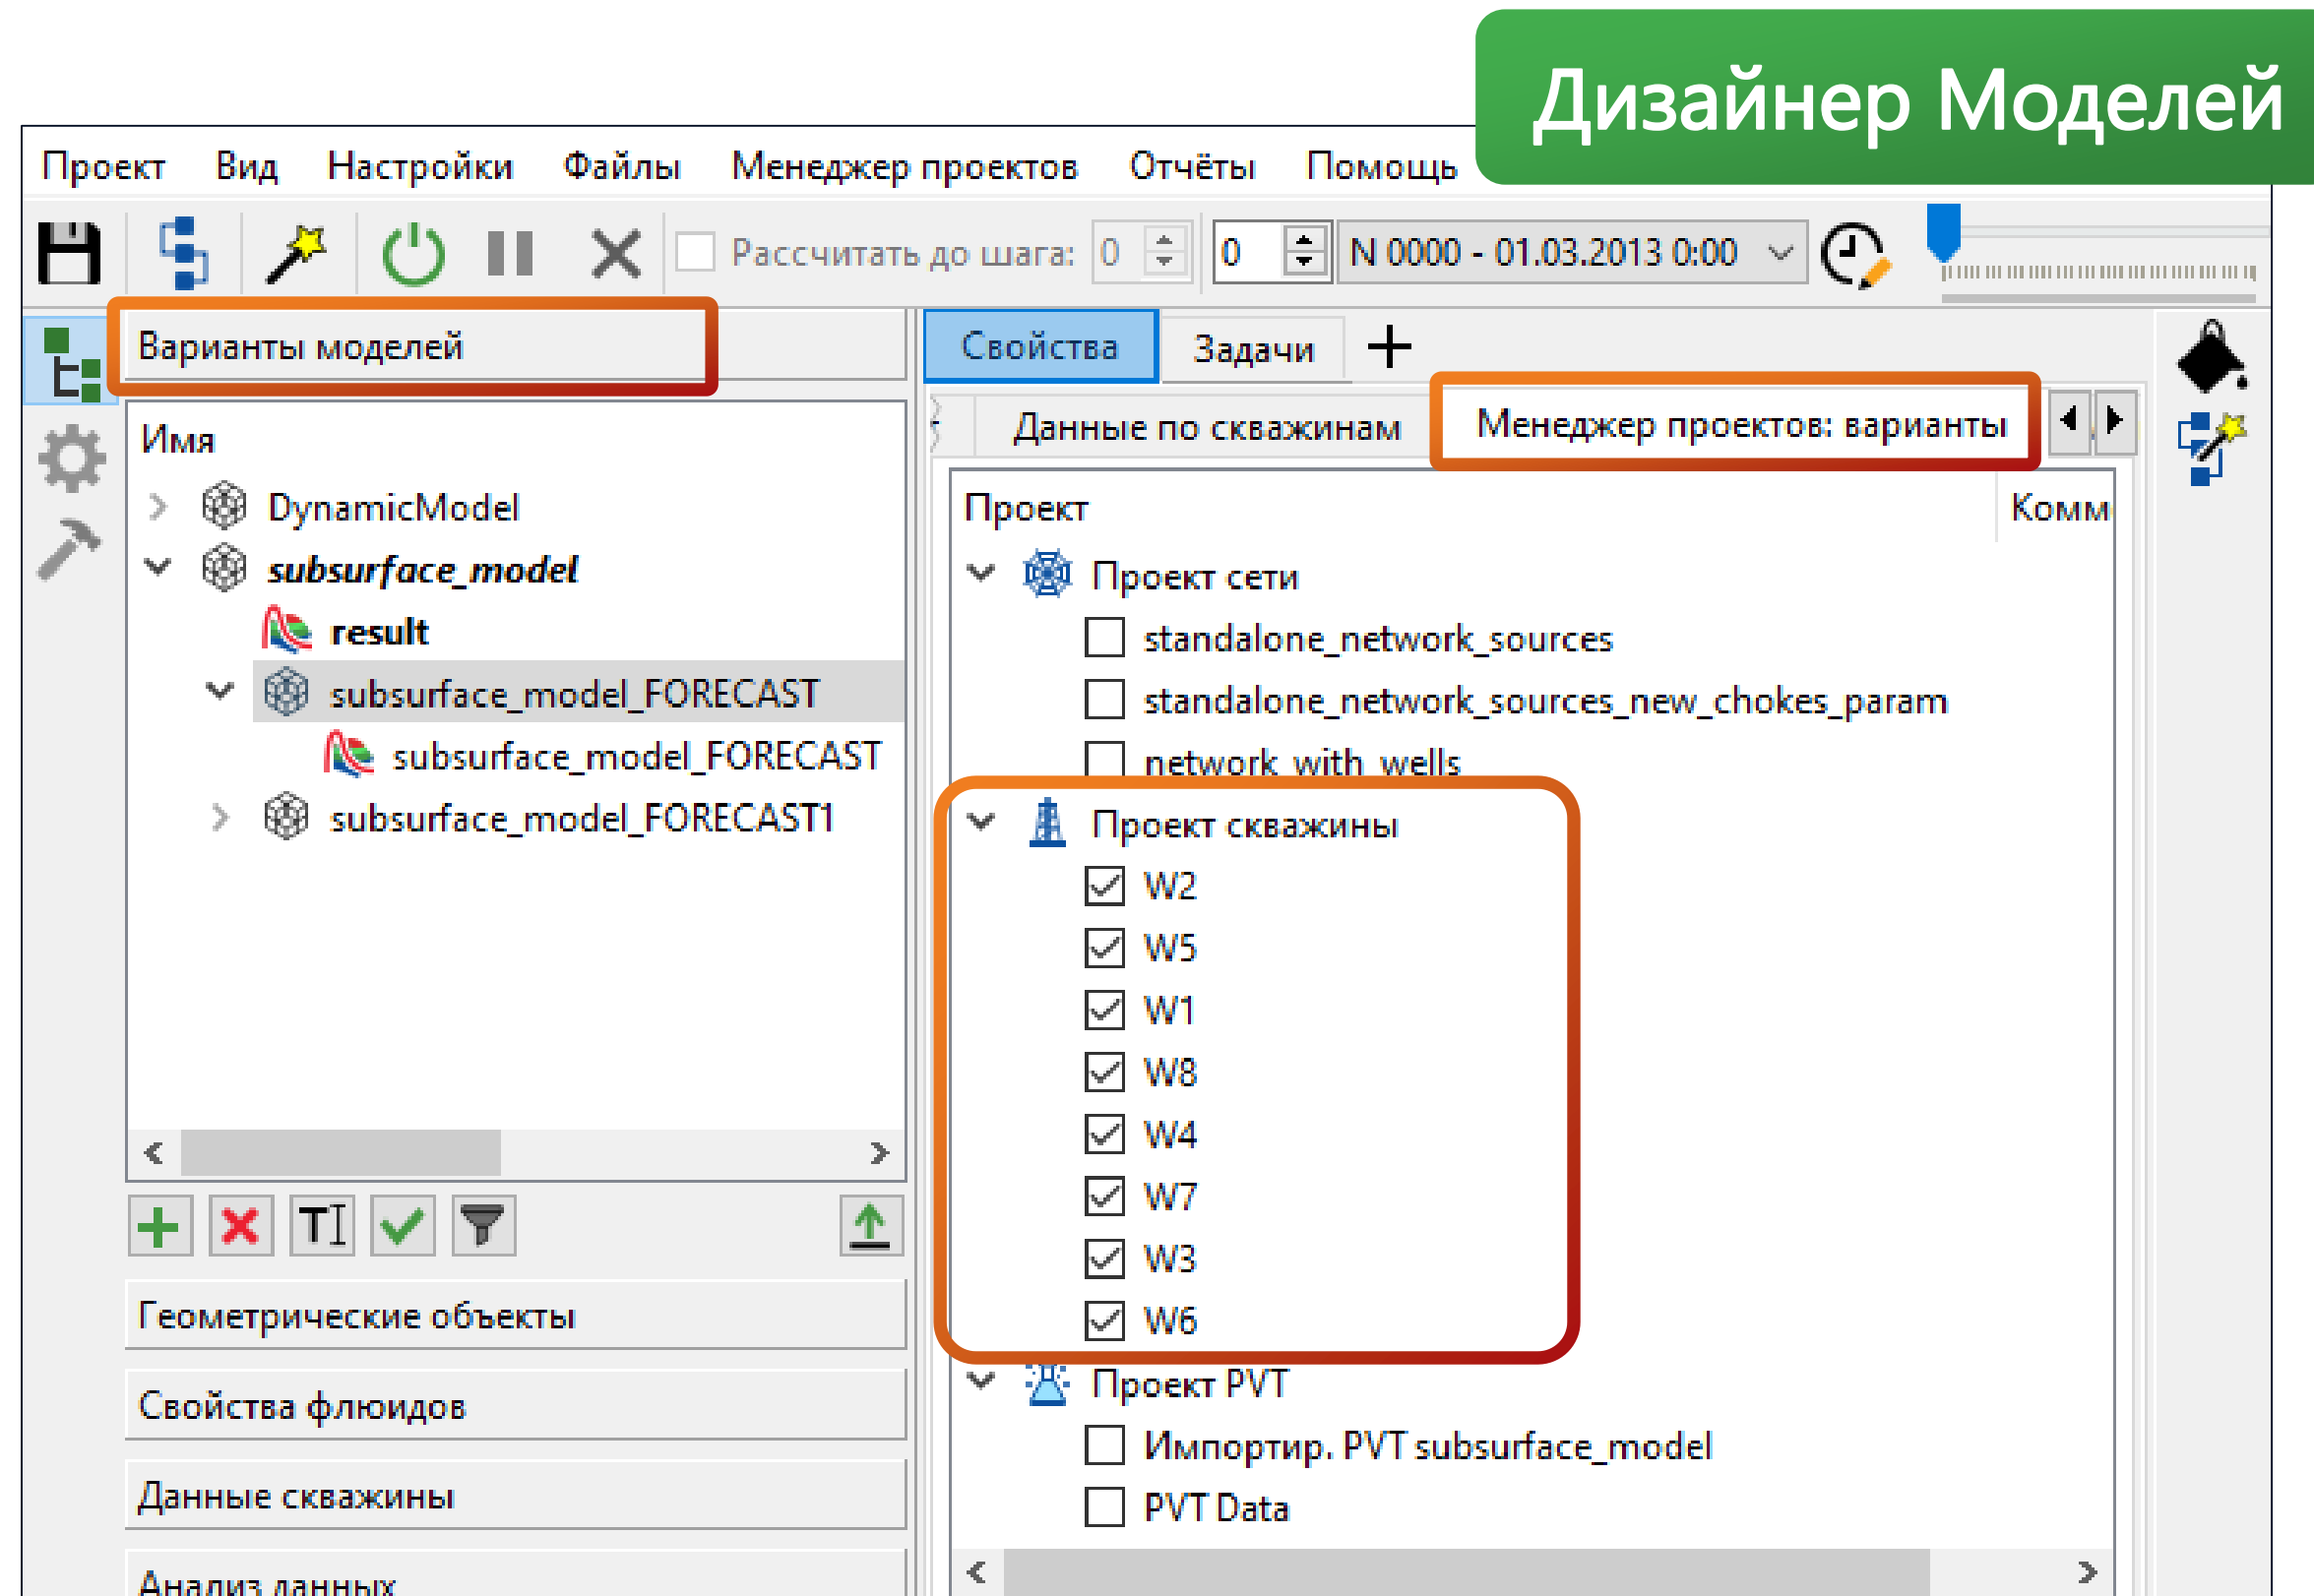 Дизайнер Моделей
Проект Вид Настройки Файлы Менеджер проектов Отчёты Помощь
Рассчитать до шага: 0 0 N 0000 - 01.03.2013 0:00
Варианты моделей
Свойства Задачи
Данные по скважинам Менеджер проектов: варианты
Имя
DynamicModel
subsurface_model
result
subsurface_model_FORECAST
subsurface_model_FORECAST
subsurface_model_FORECAST1
Геометрические объекты
Свойства флюидов
Данные скважины
Анализ данных
Проект Комм
Проект сети
standalone_network_sources
standalone_network_sources_new_chokes_param
network_with_wells
Проект скважины
W2
W5
W1
W8
W4
W7
W3
W6
Проект PVT
Импортир. PVT subsurface_model
PVT Data